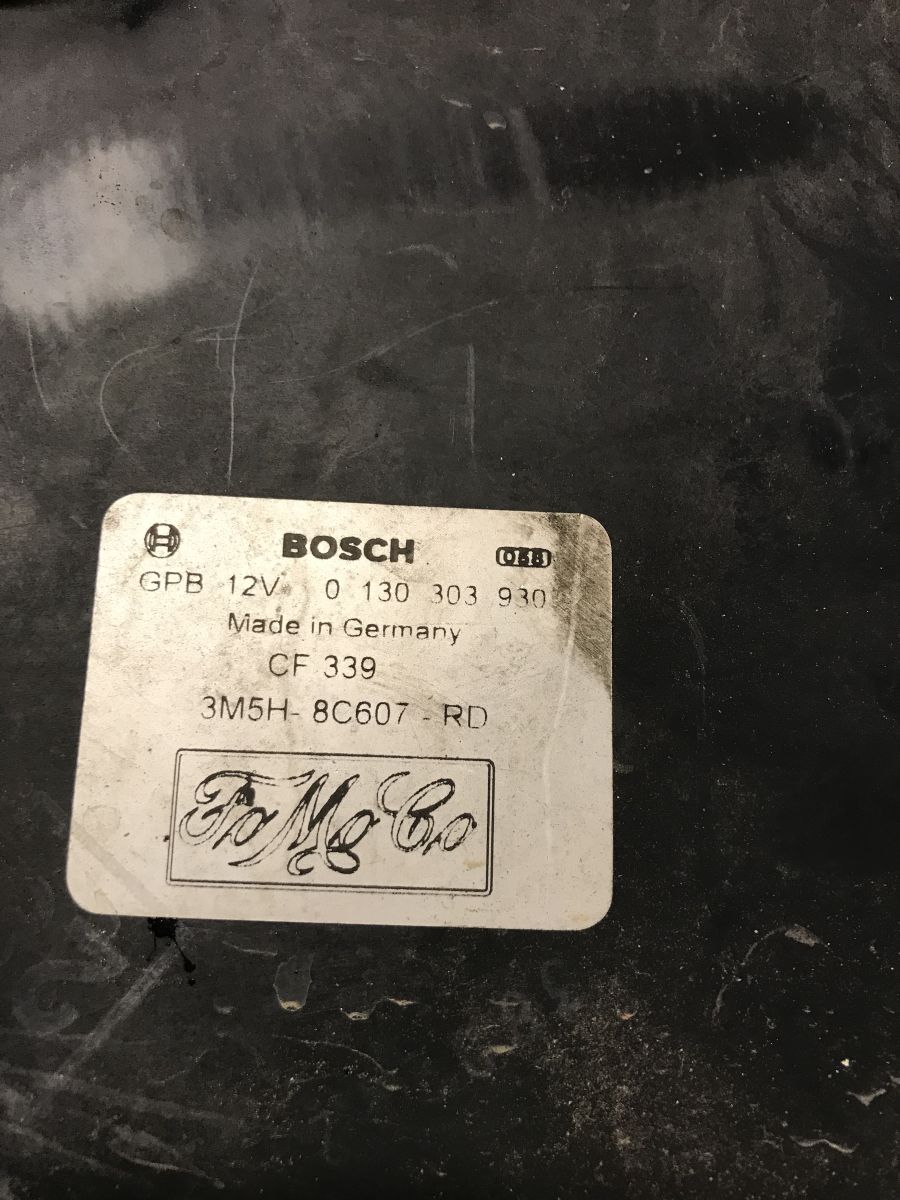 BOSCH
GPB 12V 0 130 303 930
Made in Germany
CF 339
3M5H- 8C607 - RD
FoMoCo